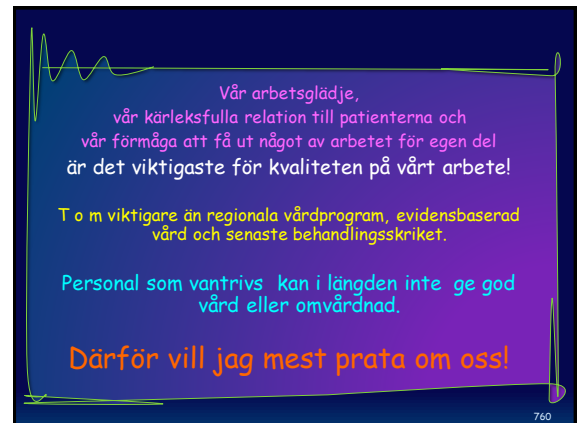 Vår arbetsglädje,
vår kärleksfulla relation till patienterna och
vår förmåga att få ut något av arbetet för egen del
är det viktigaste för kvaliteten på vårt arbete!
T o m viktigare än regionala vårdprogram, evidensbaserad
vård och senaste behandlingsskriket.
Personal som vantrivs kan i längden inte ge god
vård eller omvårdnad.
Därför vill jag mest prata om oss!
760